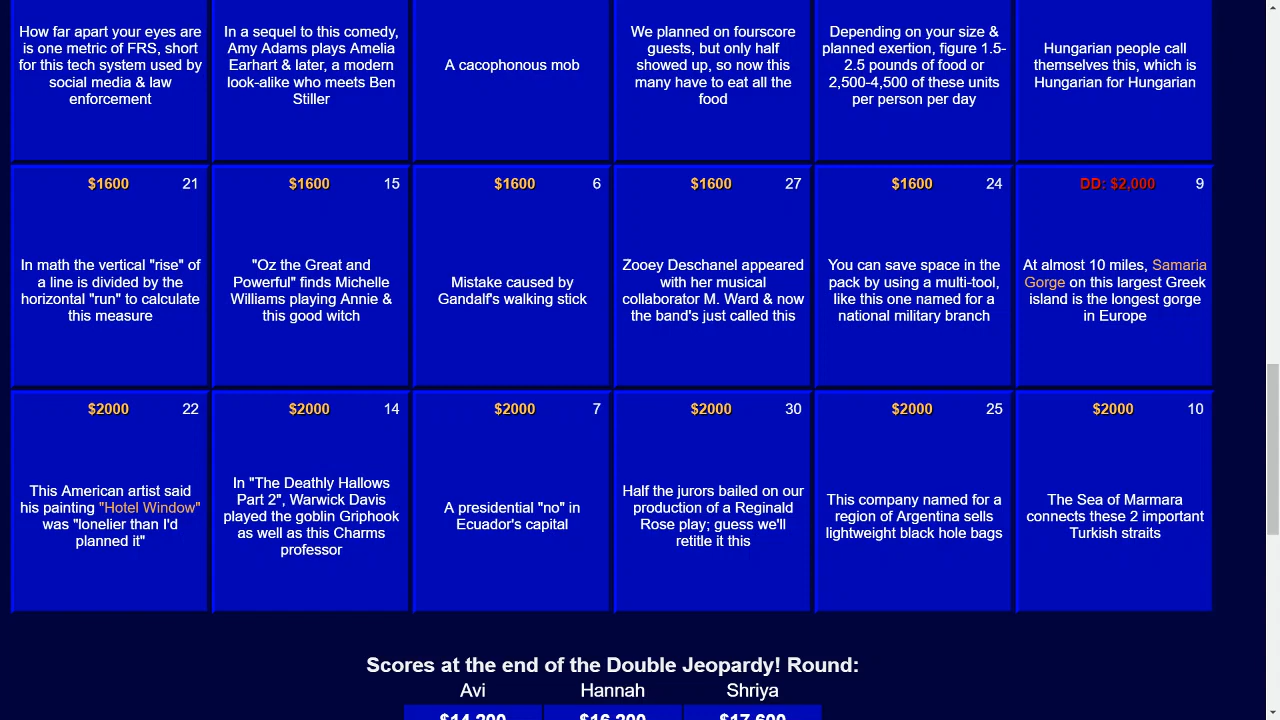 How far apart your eyes are
is one metric of FRS, short
for this tech system used by
social media & law
enforcement
In a sequel to this comedy,
Amy Adams plays Amelia
Earhart & later, a modern
look-alike who meets Ben
Stiller
A cacophonous mob
We planned on fourscore
guests, but only half
showed up, so now this
many have to eat all the
food
Depending on your size &
planned exertion, figure 1.5-
2.5 pounds of food or
2,500-4,500 of these units
per person per day
Hungarian people call
themselves this, which is
Hungarian for Hungarian
$1600 21
In math the vertical "rise" of
a line is divided by the
horizontal "run" to calculate
this measure
$1600 15
"Oz the Great and
Powerful" finds Michelle
Williams playing Annie &
this good witch
$1600 6
Mistake caused by
Gandalf's walking stick
$1600 27
Zooey Deschanel appeared
with her musical
collaborator M. Ward & now
the band's just called this
$1600 24
You can save space in the
pack by using a multi-tool,
like this one named for a
national military branch
DD: $2,000 9
At almost 10 miles, Samaria
Gorge on this largest Greek
island is the longest gorge
in Europe
$2000 22
This American artist said
his painting "Hotel Window"
was "lonelier than I'd
planned it"
$2000 14
In "The Deathly Hallows
Part 2", Warwick Davis
played the goblin Griphook
as well as this Charms
professor
$2000 7
A presidential "no" in
Ecuador's capital
$2000 30
Half the jurors bailed on our
production of a Reginald
Rose play; guess we'll
retitle it this
$2000 25
This company named for a
region of Argentina sells
lightweight black hole bags
$2000 10
The Sea of Marmara
connects these 2 important
Turkish straits
Scores at the end of the Double Jeopardy! Round:
Avi Hannah Shriya
$14,200 $16,200 $17,600